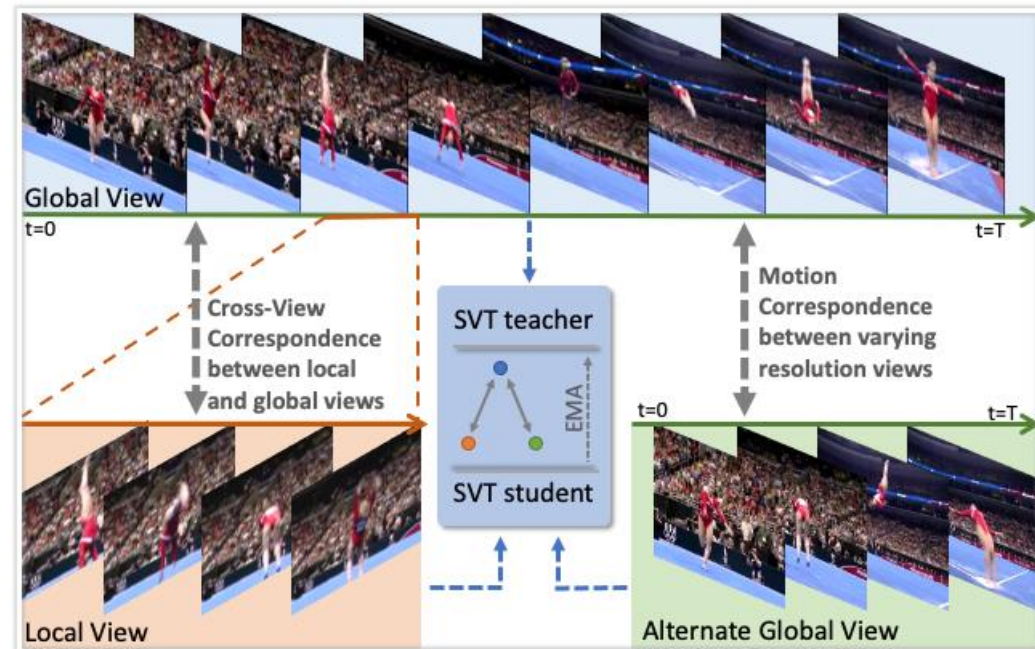 Global View
t=0
t=T
Cross-View
Correspondence
between local
and global views
SVT teacher
EMA
SVT student
Motion
Correspondence
between varying
resolution views
t=0
t=T
Local View
Alternate Global View